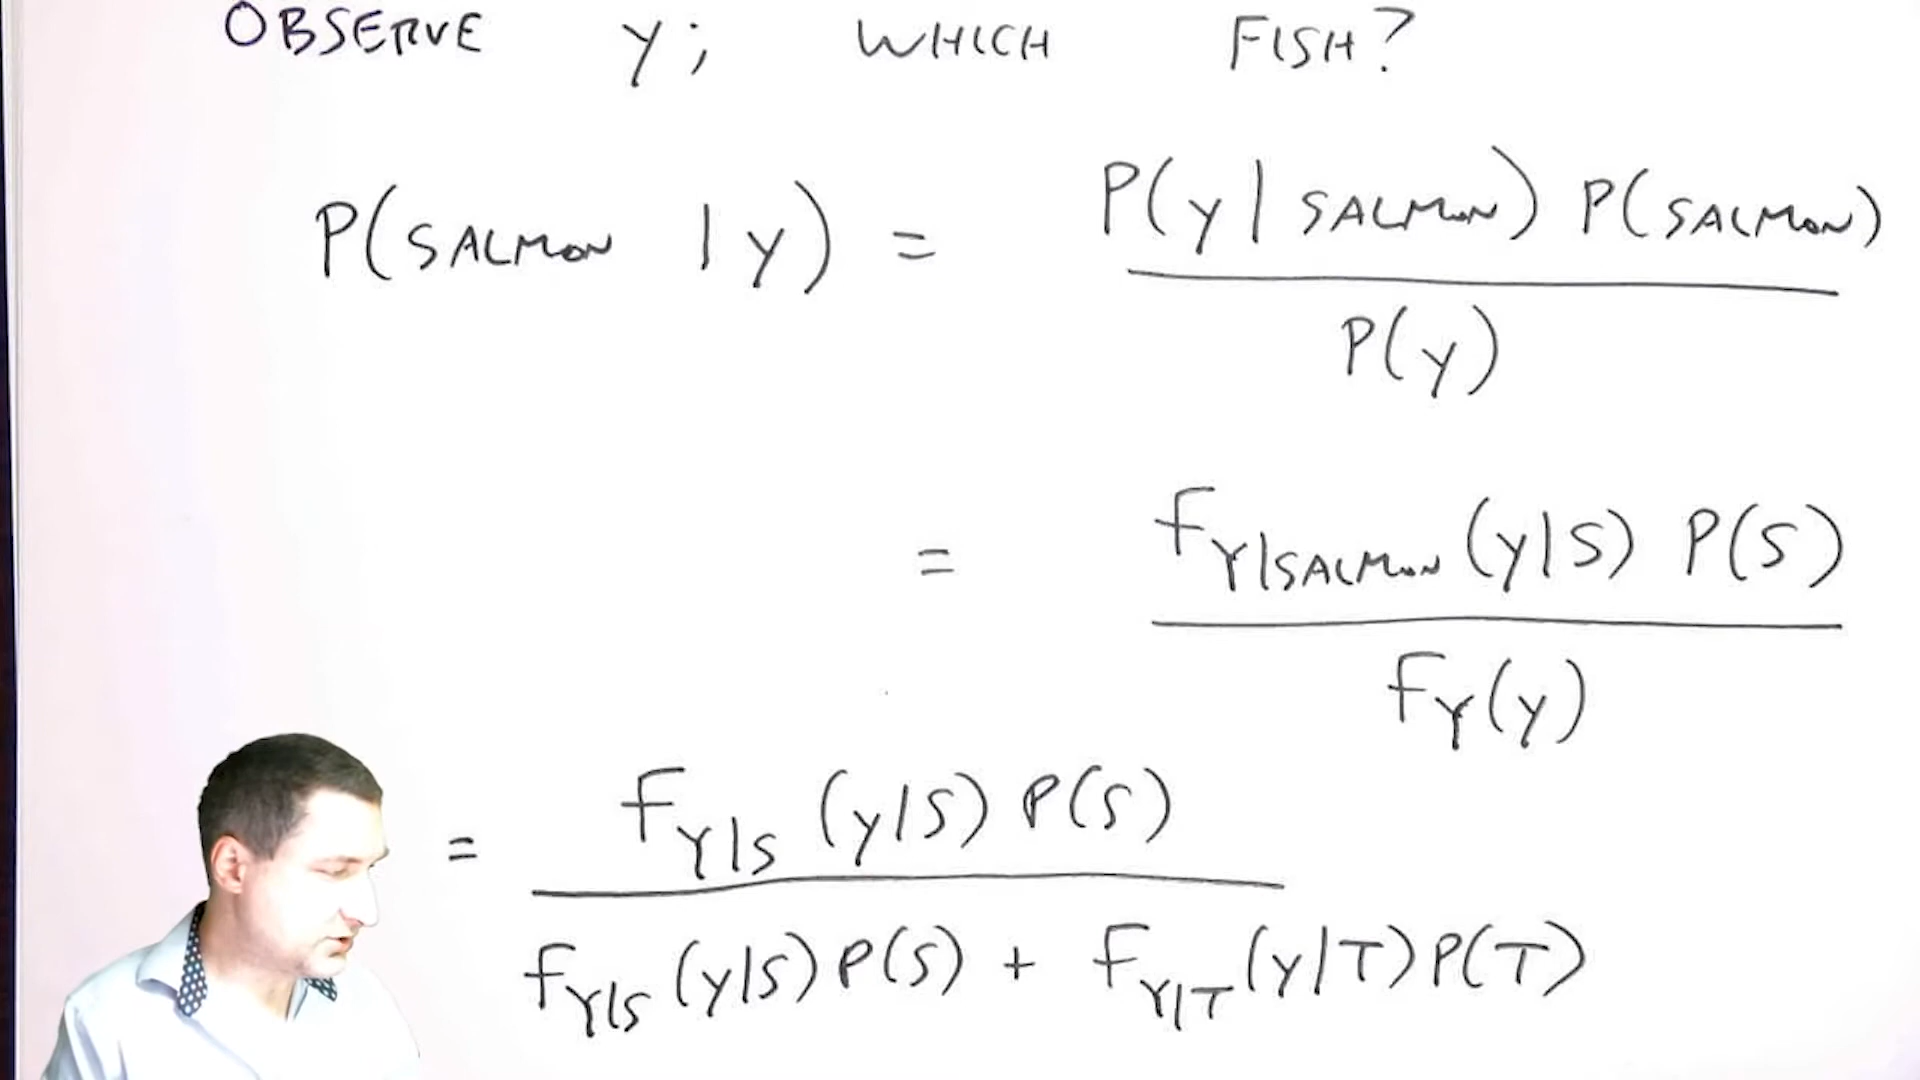 OBSERVE y; WHICH FISH?
P(SALMON | y) = P(y | SALMON) P(SALMON)
P(y)
= f_{Y|SALMON} (y|S) P(S)
f_Y(y)
= f_{Y|S} (y|S) P(S)
f_{Y|S} (y|S) P(S) + f_{Y|T} (y|T) P(T)